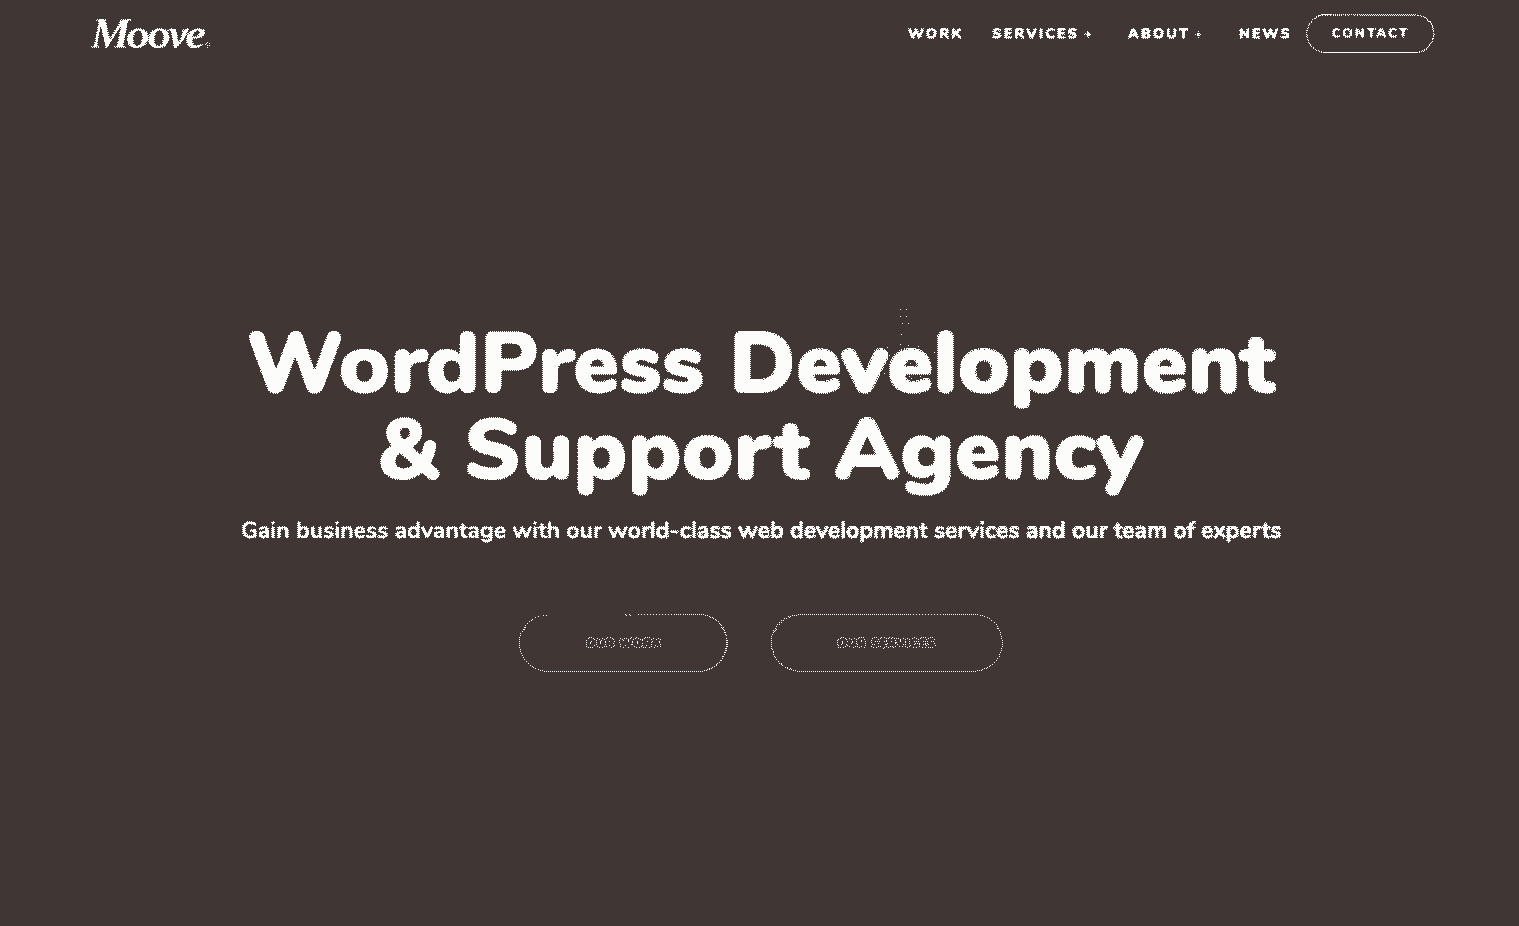 Moove
WORK SERVICES + ABOUT + NEWS CONTACT
WordPress Development
& Support Agency
Gain business advantage with our world-class web development services and our team of experts
OUR WORK OUR SERVICES